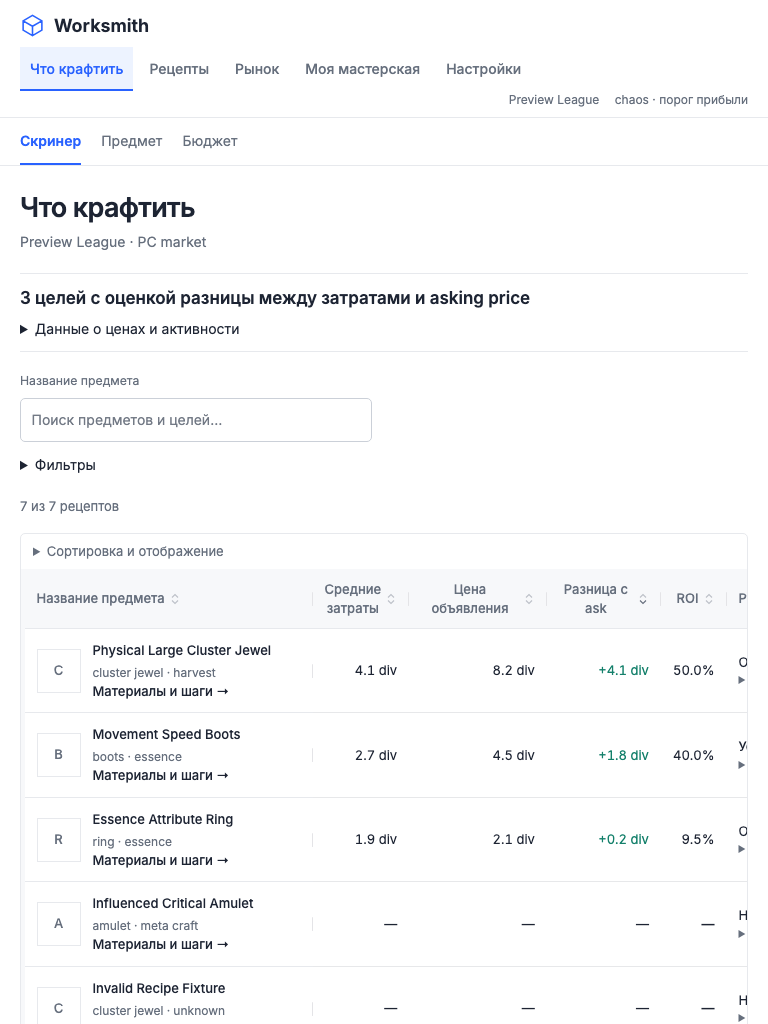 Worksmith
Что крафтить
Рецепты
Рынок
Моя мастерская
Настройки
Preview League
chaos · порог прибыли
Скринер
Предмет
Бюджет
Что крафтить
Preview League · PC market
3 целей с оценкой разницы между затратами и asking price
Данные о ценах и активности
Название предмета
Поиск предметов и целей...
Фильтры
7 из 7 рецептов
Сортировка и отображение
Название предмета
Средние
затраты
Цена
объявления
Разница с
ask
ROI
C
Physical Large Cluster Jewel
cluster jewel · harvest
Материалы и шаги →
4.1 div
8.2 div
+4.1 div
50.0%
B
Movement Speed Boots
boots · essence
Материалы и шаги →
2.7 div
4.5 div
+1.8 div
40.0%
R
Essence Attribute Ring
ring · essence
Материалы и шаги →
1.9 div
2.1 div
+0.2 div
9.5%
A
Influenced Critical Amulet
amulet · meta craft
Материалы и шаги →
—
—
—
—
C
Invalid Recipe Fixture
cluster jewel · unknown
—
—
—
—